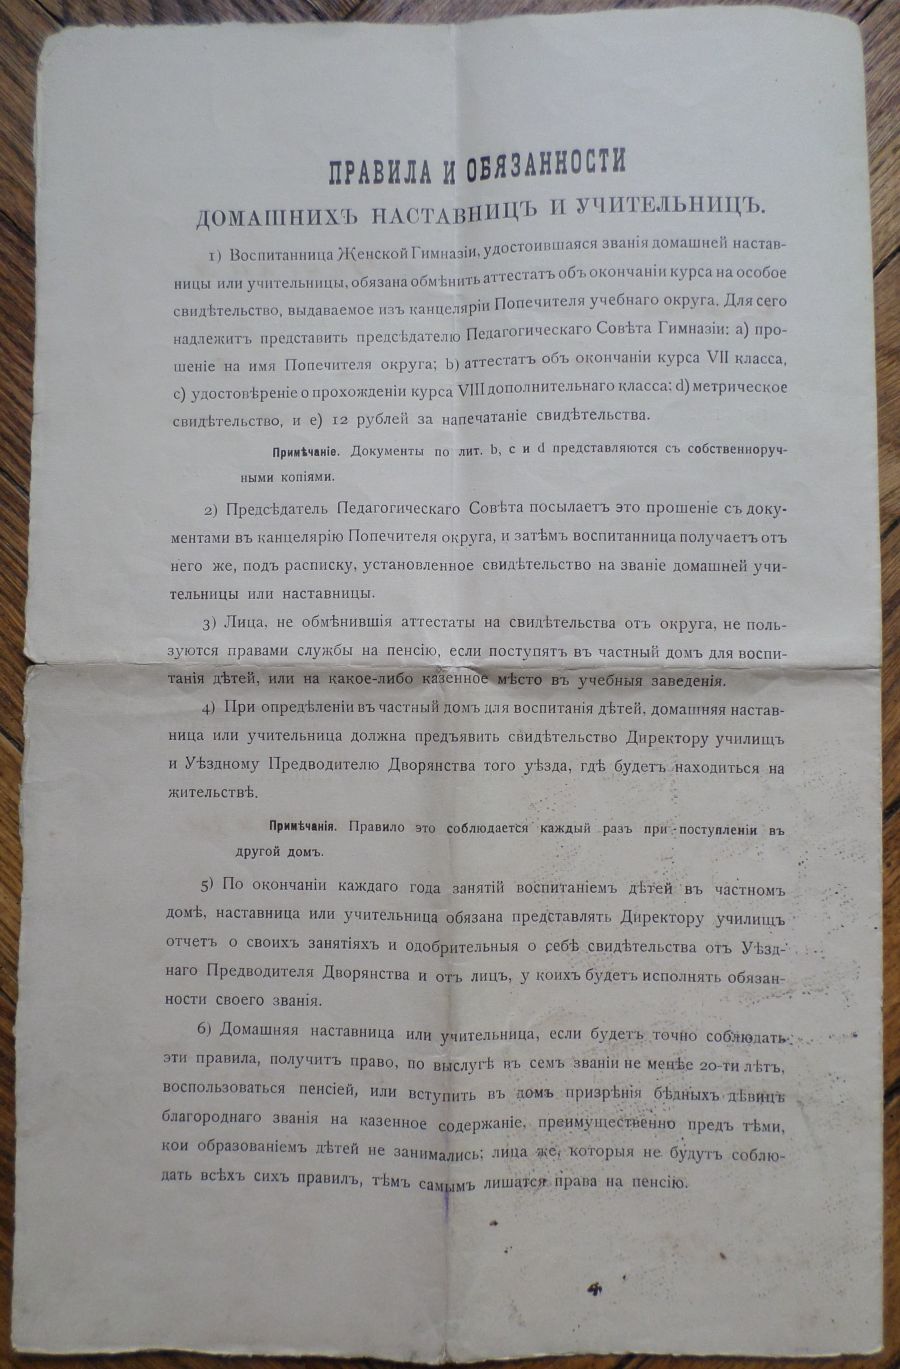 ПРАВИЛА И ОБЯЗАННОСТИ
ДОМАШНИХЪ НАСТАВНИЦЪ И УЧИТЕЛЬНИЦЪ.
1) Воспитанница Женской Гимназіи, удостоившаяся званія домашней настав-
ницы или учительницы, обязана обмѣнить аттестатъ объ окончаніи курса на особое
свидѣтельство, выдаваемое изъ канцеляріи Попечителя учебнаго округа. Для сего
надлежитъ представить предсѣдателю Педагогическаго Совѣта Гимназіи: a) про-
шеніе на имя Попечителя округа; b) аттестатъ объ окончаніи курса VII класса,
c) удостовѣреніе о прохожденіи курса VIII дополнительнаго класса; d) метрическое
свидѣтельство, и e) 12 рублей за напечатаніе свидѣтельства.
Примѣчаніе. Документы по лит. b, c и d представляются съ собственноруч-
ными копіями.
2) Предсѣдатель Педагогическаго Совѣта посылаетъ это прошеніе съ доку-
ментами въ канцелярію Попечителя округа, и затѣмъ воспитанница получаетъ отъ
него же, подъ расписку, установленное свидѣтельство на званіе домашней учи-
тельницы или наставницы.
3) Лица, не обмѣнившія аттестаты на свидѣтельства отъ округа, не поль-
зуются правами службы на пенсію, если поступятъ въ частный домъ для воспи-
танія дѣтей, или на какое-либо казенное мѣсто въ учебныя заведенія.
4) При опредѣленіи въ частный домъ для воспитанія дѣтей, домашняя настав-
ница или учительница должна предъявить свидѣтельство Директору училищъ
и Уѣздному Предводителю Дворянства того уѣзда, гдѣ будетъ находиться на
жительствѣ.
Примѣчанія. Правило это соблюдается каждый разъ при поступленіи въ
другой домъ.
5) По окончаніи каждаго года занятій воспитаніемъ дѣтей въ частномъ
домѣ, наставница или учительница обязана представлять Директору училищъ
отчетъ о своихъ занятіяхъ и одобрительныя о себѣ свидѣтельства отъ Уѣзд-
наго Предводителя Дворянства и отъ лицъ, у коихъ будетъ исполнять обязан-
ности своего званія.
6) Домашняя наставница или учительница, если будетъ точно соблюдать
эти правила, получитъ право, по выслугѣ въ семъ званіи не менѣе 20-ти лѣтъ,
воспользоваться пенсіей, или вступить въ домъ призрѣнія бѣдныхъ дѣвицъ
благороднаго званія на казенное содержаніе, преимущественно предъ тѣми,
кои образованіемъ дѣтей не занимались; лица же, которыя не будутъ соблю-
дать всѣхъ сихъ правилъ, тѣмъ самымъ лишатся права на пенсію.